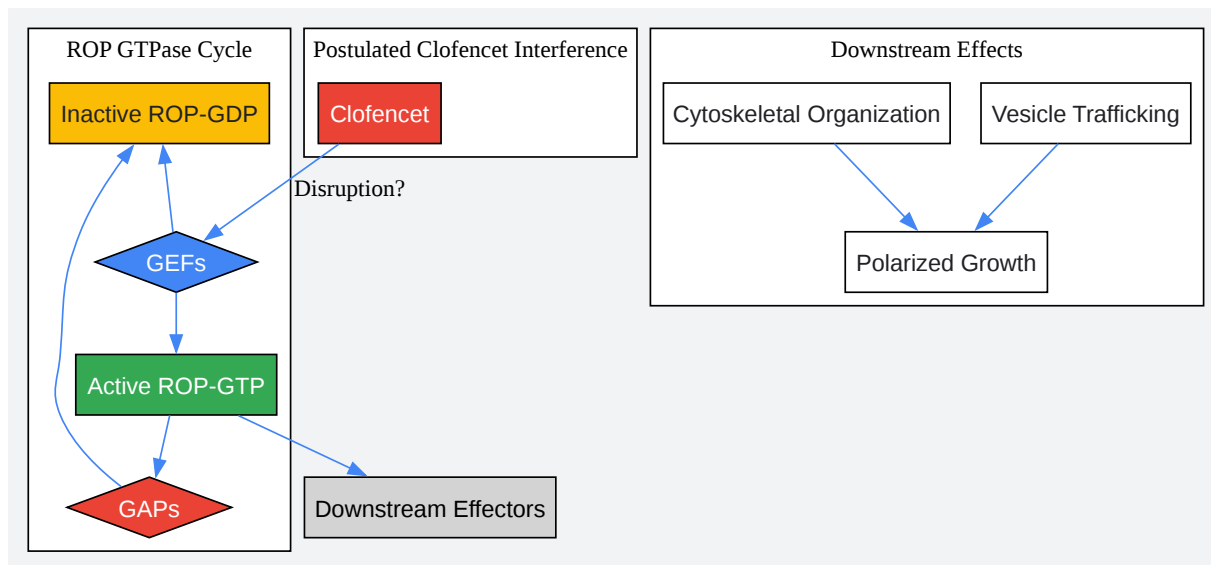 ROP GTPase Cycle
Inactive ROP-GDP
GEFs
Active ROP-GTP
GAPs
Postulated Clofencet Interference
Clofencet
Disruption?
Downstream Effectors
Downstream Effects
Cytoskeletal Organization
Vesicle Trafficking
Polarized Growth